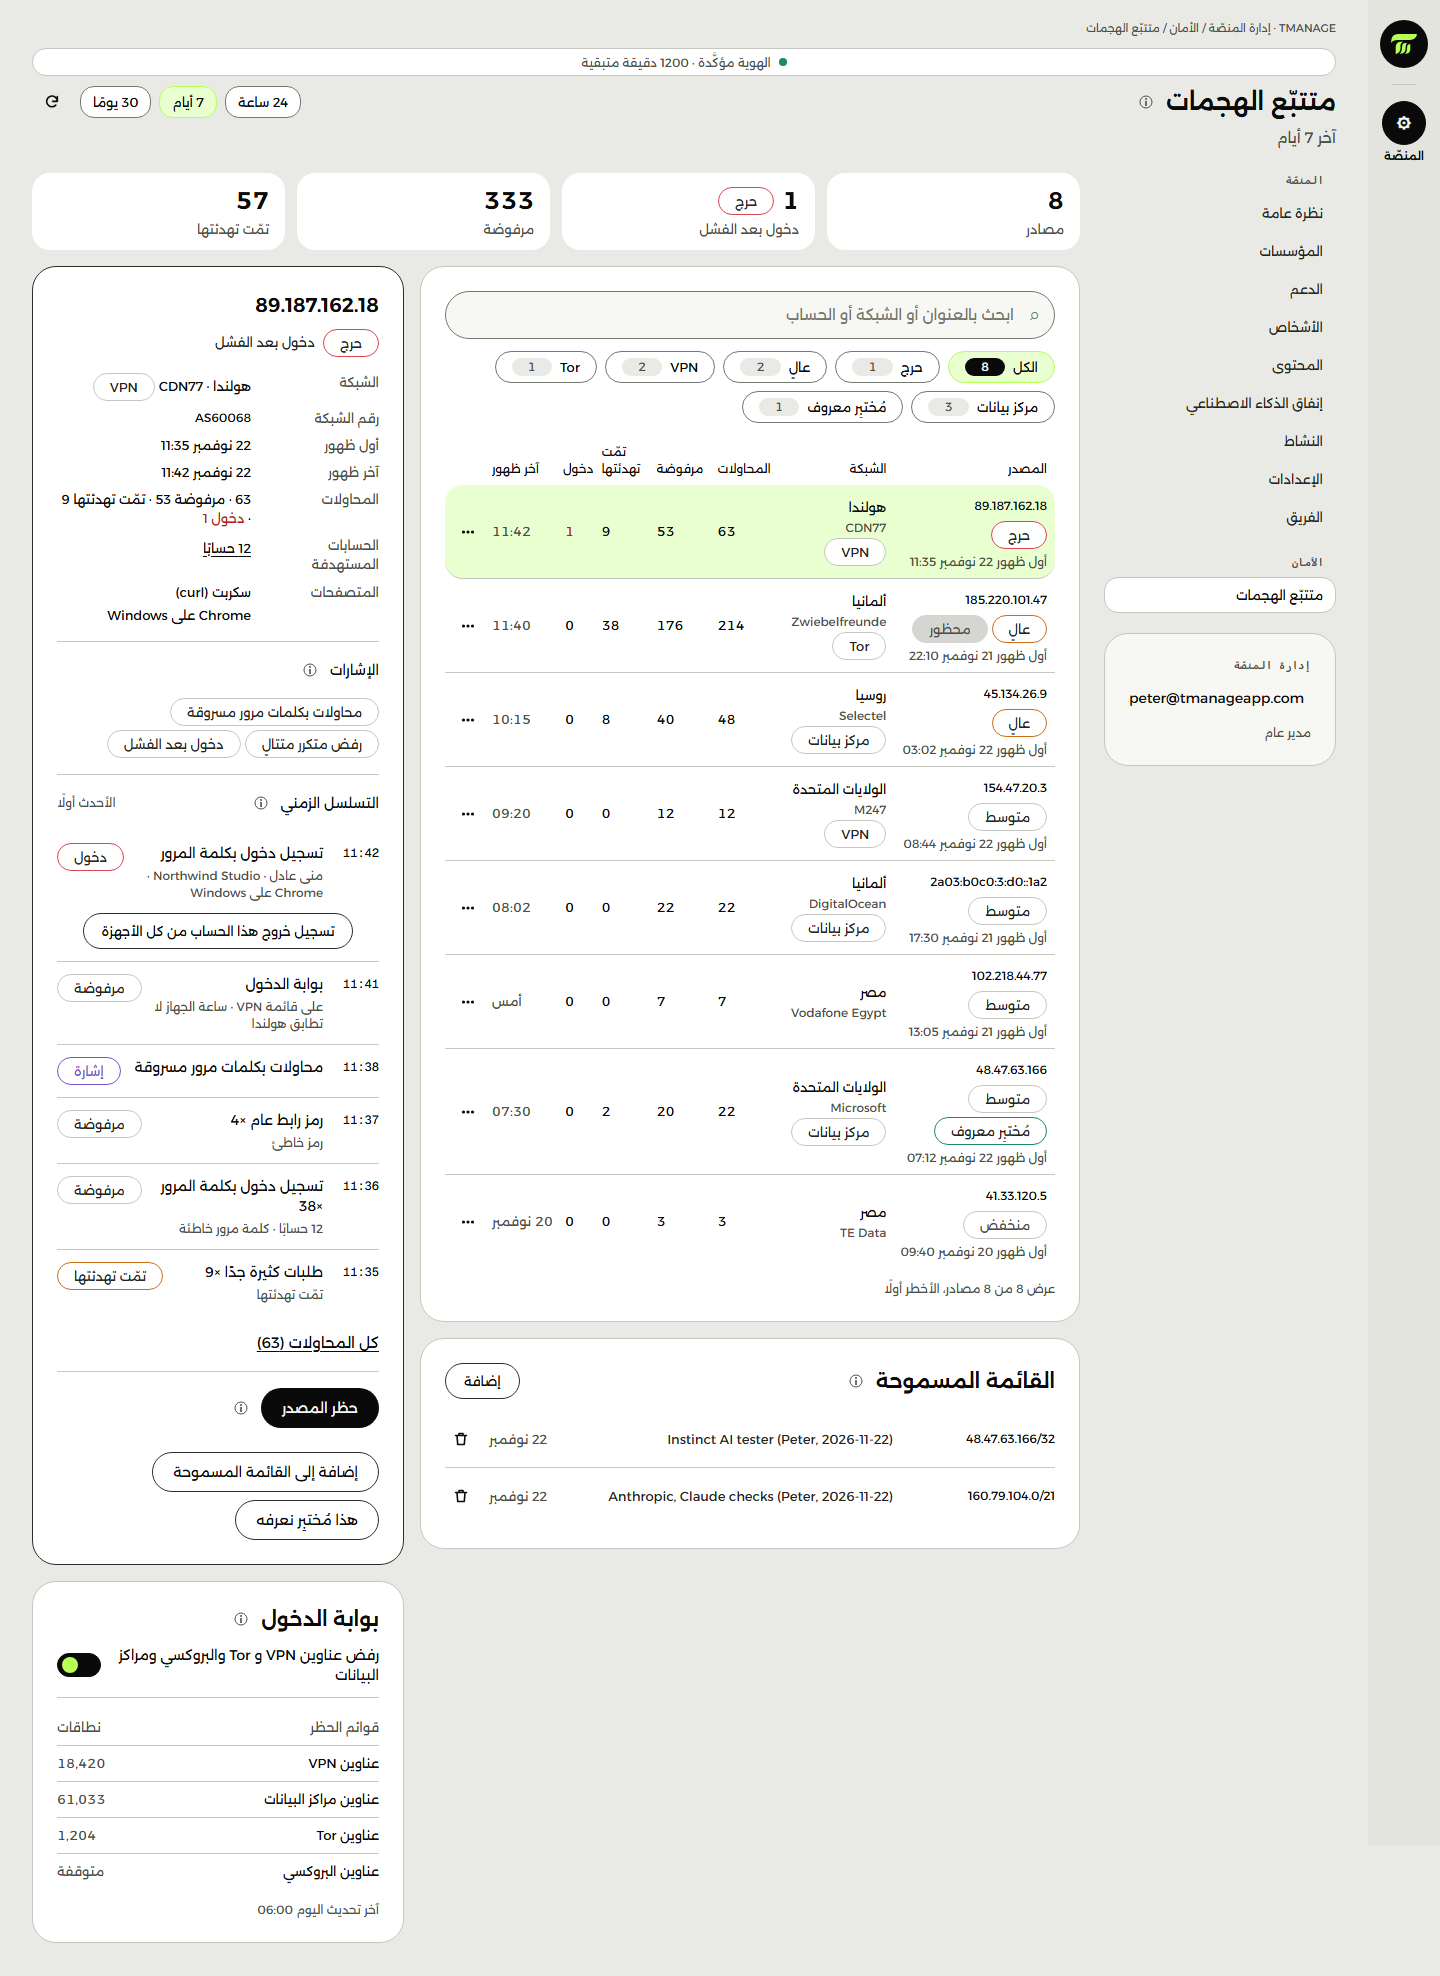 TMANAGE · إدارة المنصّة / الأمان / متتبّع الهجمات
الهوية مؤكَّدة · 1200 دقيقة متبقية
المنصّة
متتبّع الهجمات
24 ساعة
7 أيام
30 يومًا
آخر 7 أيام
المنصّة
نظرة عامة
المؤسسات
الدعم
الأشخاص
المحتوى
إنفاق الذكاء الاصطناعي
النشاط
الإعدادات
الفريق
الأمان
متتبّع الهجمات
إدارة المنصّة
peter@tmanageapp.com
مدير عام
8
مصادر
1 حرج
دخول بعد الفشل
333
مرفوضة
57
تمّت تهدئتها
ابحث بالعنوان أو الشبكة أو الحساب
الكل 8
حرج 1
عالٍ 2
VPN 2
Tor 1
مركز بيانات 3
مُختبِر معروف 1
المصدر الشبكة المحاولات مرفوضة تمّت تهدئتها دخول آخر ظهور
89.187.162.18
حرج
أول ظهور 22 نوفمبر 11:35
هولندا
CDN77
VPN
63 53 9 1 11:42
185.220.101.47
عالٍ محظور
أول ظهور 21 نوفمبر 22:10
ألمانيا
Zwiebelfreunde
Tor
214 176 38 0 11:40
45.134.26.9
عالٍ
أول ظهور 22 نوفمبر 03:02
روسيا
Selectel
مركز بيانات
48 40 8 0 10:15
154.47.20.3
متوسط
أول ظهور 22 نوفمبر 08:44
الولايات المتحدة
M247
VPN
12 12 0 0 09:20
2a03:b0c0:3:d0::1a2
متوسط
أول ظهور 21 نوفمبر 17:30
ألمانيا
DigitalOcean
مركز بيانات
22 22 0 0 08:02
102.218.44.77
متوسط
أول ظهور 21 نوفمبر 13:05
مصر
Vodafone Egypt
7 7 0 0 أمس
48.47.63.166
متوسط
مُختبِر معروف
أول ظهور 22 نوفمبر 07:12
الولايات المتحدة
Microsoft
مركز بيانات
22 20 2 0 07:30
41.33.120.5
منخفض
أول ظهور 20 نوفمبر 09:40
مصر
TE Data
3 3 0 0 20 نوفمبر
عرض 8 من 8 مصادر، الأخطر أولًا
القائمة المسموحة
إضافة
48.47.63.166/32 Instinct AI tester (Peter, 2026-11-22) 22 نوفمبر
160.79.104.0/21 Anthropic, Claude checks (Peter, 2026-11-22) 22 نوفمبر
89.187.162.18
حرج دخول بعد الفشل
الشبكة هولندا · CDN77 VPN
رقم الشبكة AS60068
أول ظهور 22 نوفمبر 11:35
آخر ظهور 22 نوفمبر 11:42
المحاولات 63 · مرفوضة 53 · تمّت تهدئتها 9
· دخول 1
الحسابات المستهدفة 12 حسابًا
المتصفحات سكربت (curl)
Chrome على Windows
الإشارات
محاولات بكلمات مرور مسروقة
رفض متكرر متتالٍ
دخول بعد الفشل
التسلسل الزمني
الأحدث أولًا
11:42 تسجيل دخول بكلمة المرور دخول
منى عادل · Northwind Studio ·
Chrome على Windows
تسجيل خروج هذا الحساب من كل الأجهزة
11:41 بوابة الدخول مرفوضة
على قائمة VPN · ساعة الجهاز لا
تطابق هولندا
11:38 محاولات بكلمات مرور مسروقة إشارة
11:37 رمز رابط عام ×4 مرفوضة
رمز خاطئ
11:36 تسجيل دخول بكلمة المرور مرفوضة
×38
12 حسابًا · كلمة مرور خاطئة
11:35 طلبات كثيرة جدًا ×9 تمّت تهدئتها
تمّت تهدئتها
كل المحاولات (63)
حظر المصدر
إضافة إلى القائمة المسموحة
هذا مُختبِر نعرفه
بوابة الدخول
رفض عناوين VPN و Tor والبروكسي ومراكز
البيانات
قوائم الحظر نطاقات
عناوين VPN 18,420
عناوين مراكز البيانات 61,033
عناوين Tor 1,204
عناوين البروكسي متوقفة
آخر تحديث اليوم 06:00